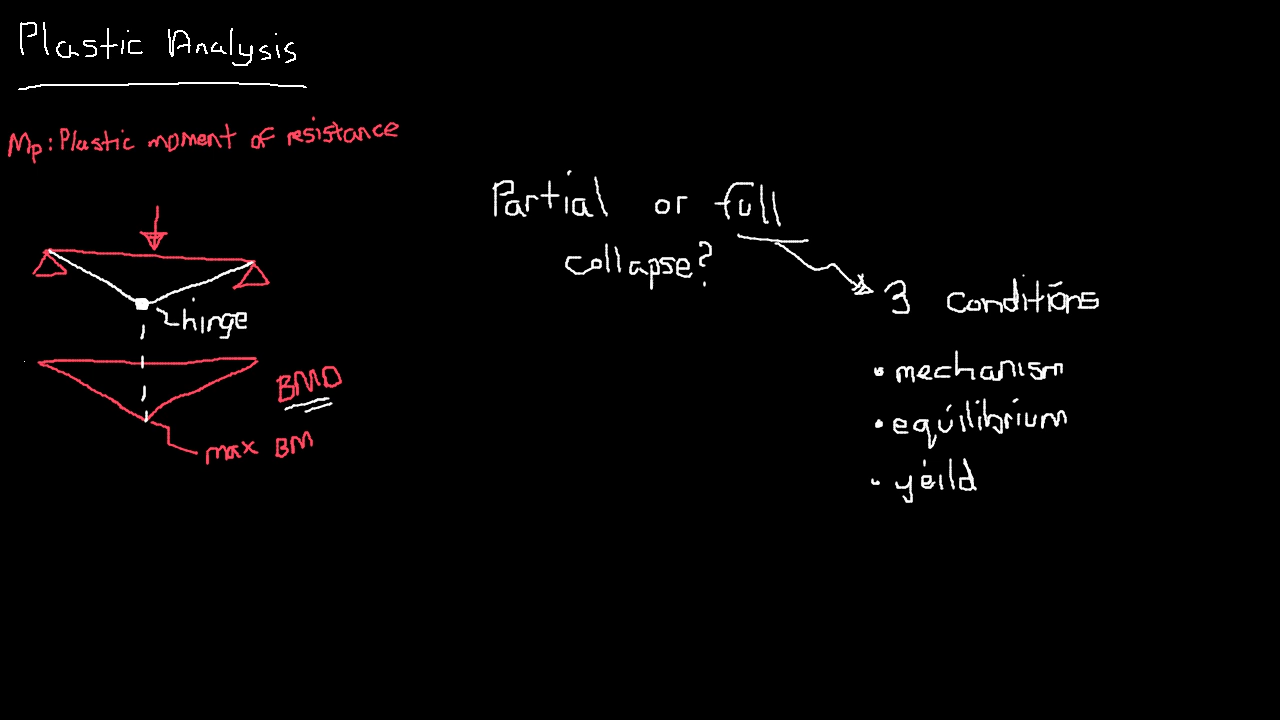 Plastic Analysis
Mp: Plastic moment of resistance
Partial or full
collapse?
hinge
BMD
max BM
3 conditions
• mechanism
• equilibrium
• yeild